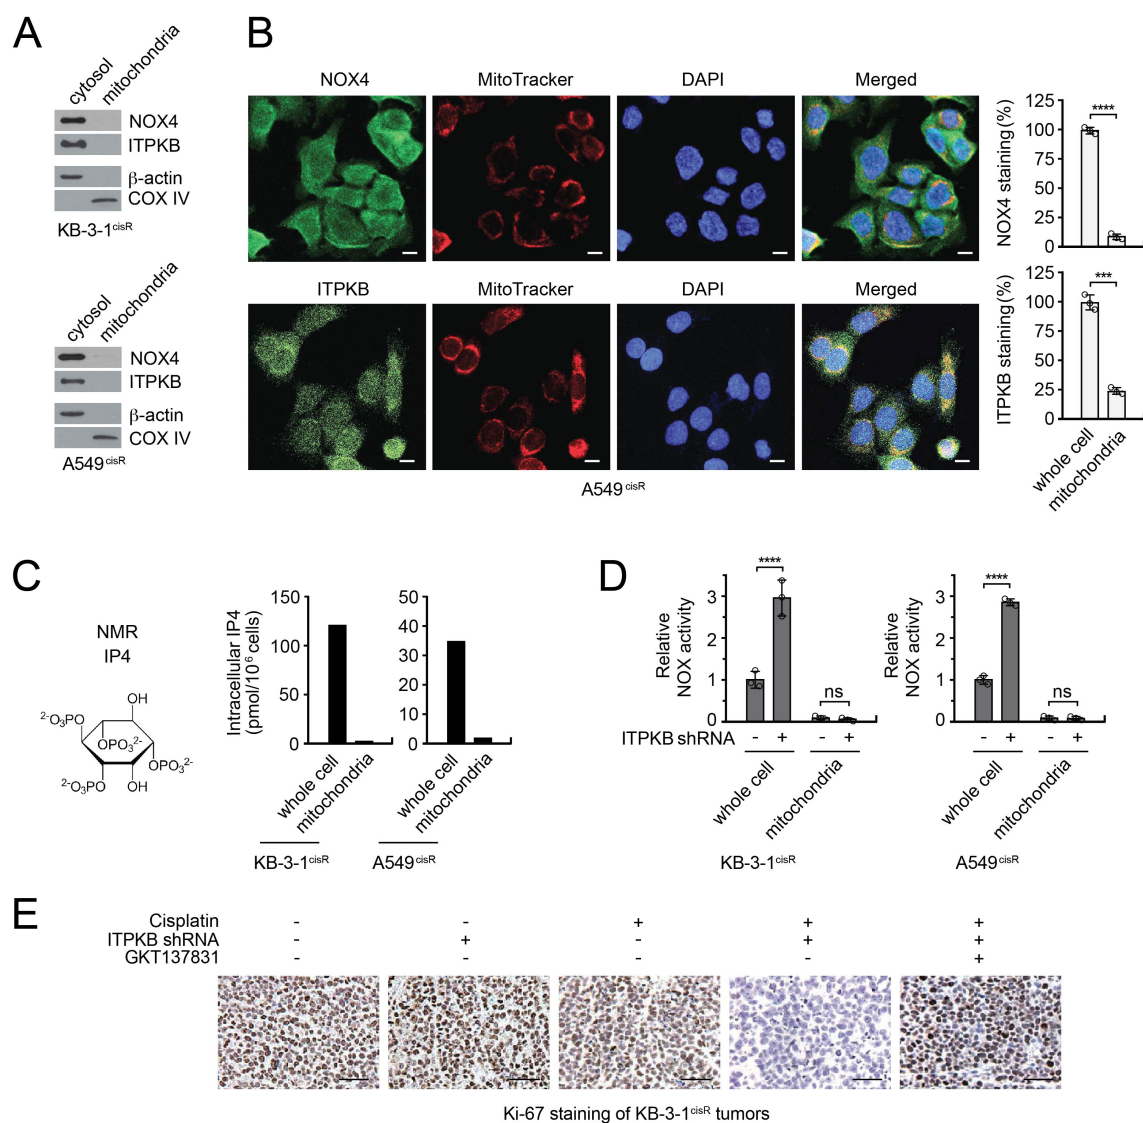 A
cytosol
mitochondria
NOX4
ITPKB
β-actin
COX IV
KB-3-1cisR
cytosol
mitochondria
NOX4
ITPKB
β-actin
COX IV
A549cisR
B
NOX4 MitoTracker DAPI Merged
ITPKB MitoTracker DAPI Merged
A549cisR
NOX4 staining (%)
125
100
75
50
25
0
****
ITPKB staining (%)
125
100
75
50
25
0
***
whole cell
mitochondria
C
NMR
IP4
OH
2-O3PO
OPO32-
OPO32-
2-O3PO
OH
Intracellular IP4
(pmol/106 cells)
150
100
50
0
whole cell
mitochondria
KB-3-1cisR
50
40
30
20
10
0
whole cell
mitochondria
A549cisR
D
Relative
NOX activity
3
2
1
0
****
ns
ITPKB shRNA - + - +
whole cell
mitochondria
KB-3-1cisR
Relative
NOX activity
3
2
1
0
****
ns
- + - +
whole cell
mitochondria
A549cisR
E
Cisplatin - - + + +
ITPKB shRNA - + - + +
GKT137831 - - - - +
Ki-67 staining of KB-3-1cisR tumors